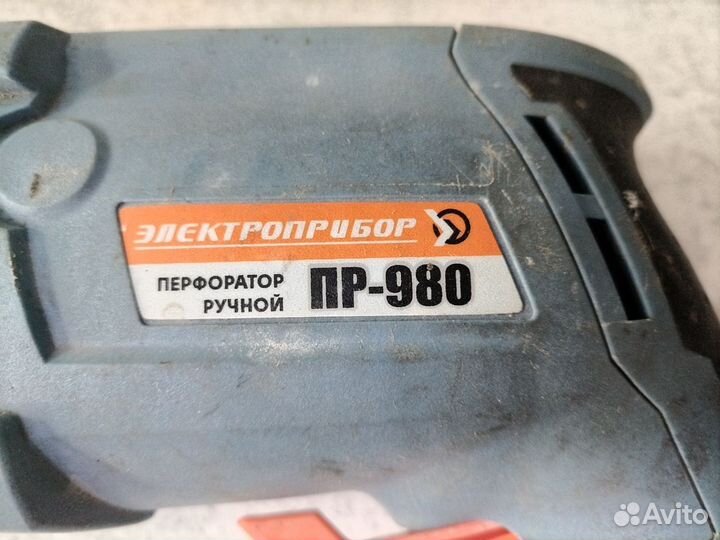 ЭЛЕКТРОПРИБОР
ПЕРФОРАТОР
РУЧНОЙ
ПР-980
Avito